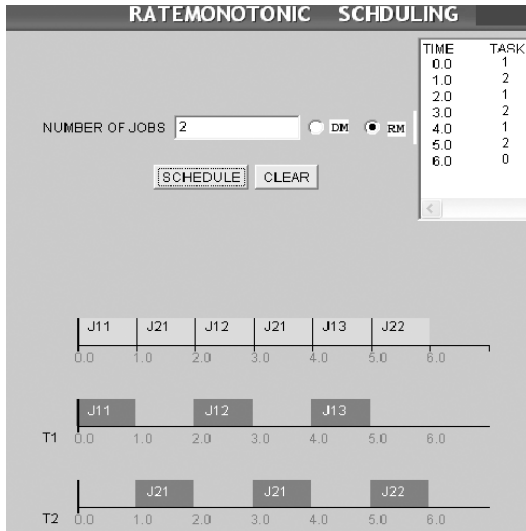 RATEMONOTONIC SCHDULING
TIME TASK
0.0 1
1.0 2
2.0 1
3.0 2
4.0 1
5.0 2
6.0 0
NUMBER OF JOBS 2 DM RM
SCHEDULE CLEAR
J11 J21 J12 J21 J13 J22
0.0 1.0 2.0 3.0 4.0 5.0 6.0
J11 J12 J13
T1 0.0 1.0 2.0 3.0 4.0 5.0 6.0
J21 J21 J22
T2 0.0 1.0 2.0 3.0 4.0 5.0 6.0